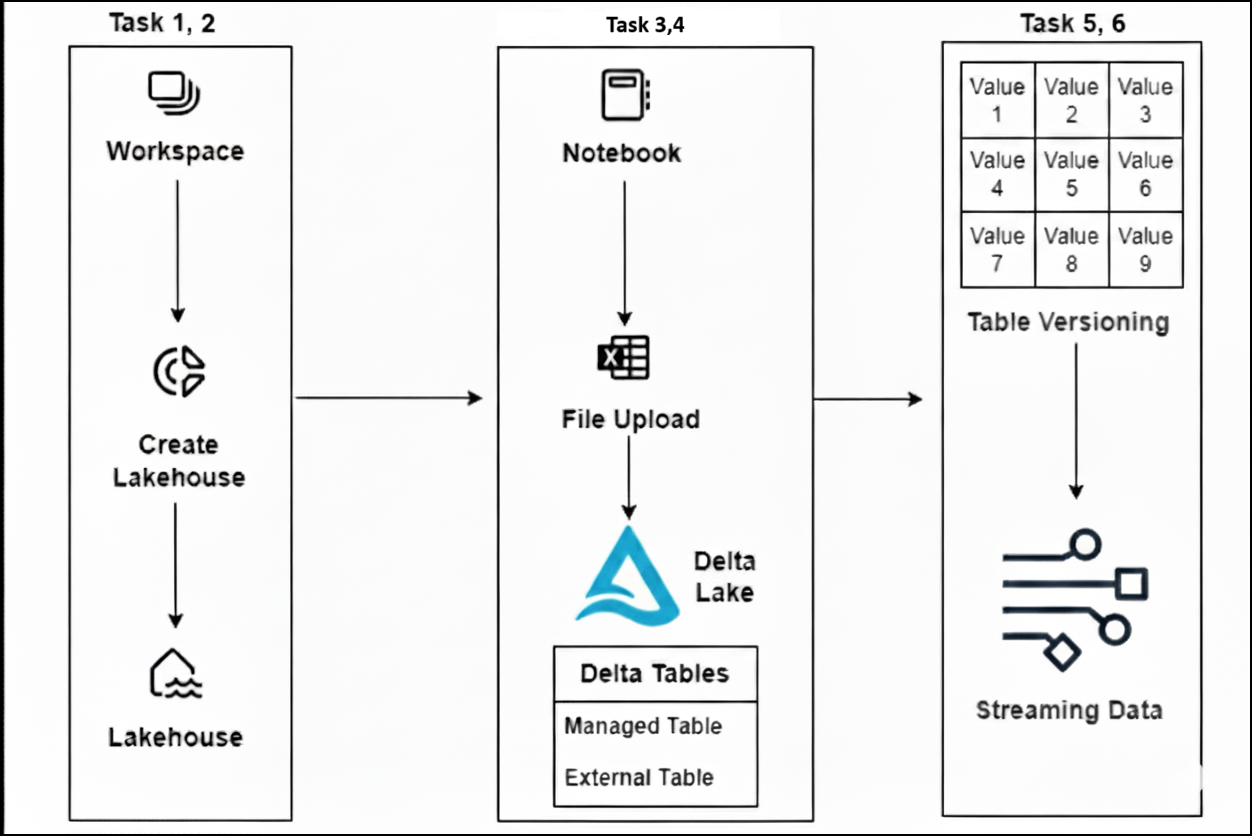 Task 1, 2
Workspace
Create
Lakehouse
Lakehouse
Task 3,4
Notebook
X
File Upload
Delta
Lake
Delta Tables
Managed Table
External Table
Task 5, 6
Value Value Value
1 2 3
Value Value Value
4 5 6
Value Value Value
7 8 9
Table Versioning
Streaming Data